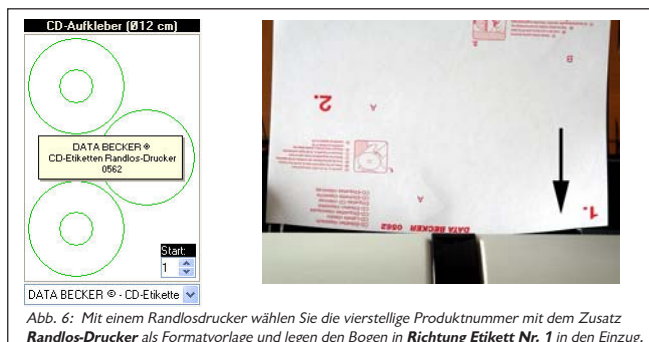 CD-Aufkleber (Ø12 cm)
DATA BECKER ®
CD-Etiketten Randlos-Drucker
0562
Start:
1
DATA BECKER © - CD-Etikette
2.
A
B
A
1.
DATA BECKER 0562
Abb. 6: Mit einem Randlosdrucker wählen Sie die vierstellige Produktnummer mit dem Zusatz
Randlos-Drucker als Formatvorlage und legen den Bogen in Richtung Etikett Nr. 1 in den Einzug.